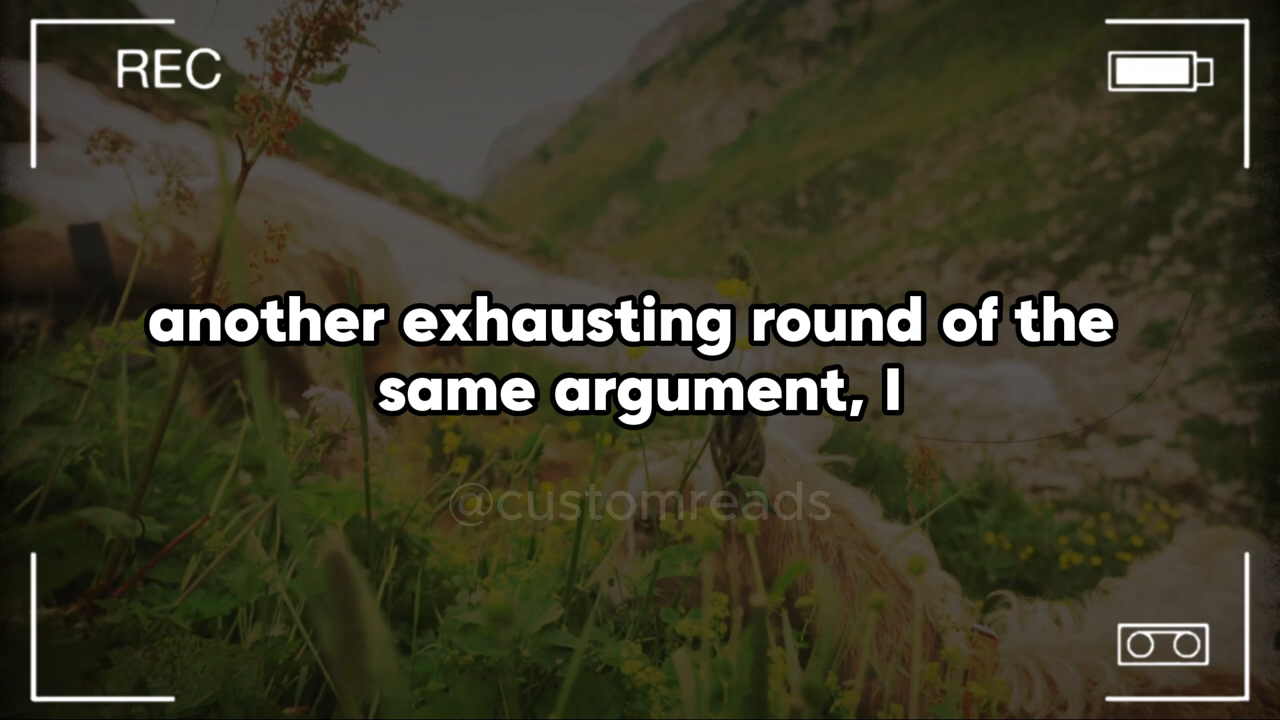 REC
another exhausting round of the
same argument, I
@customreads